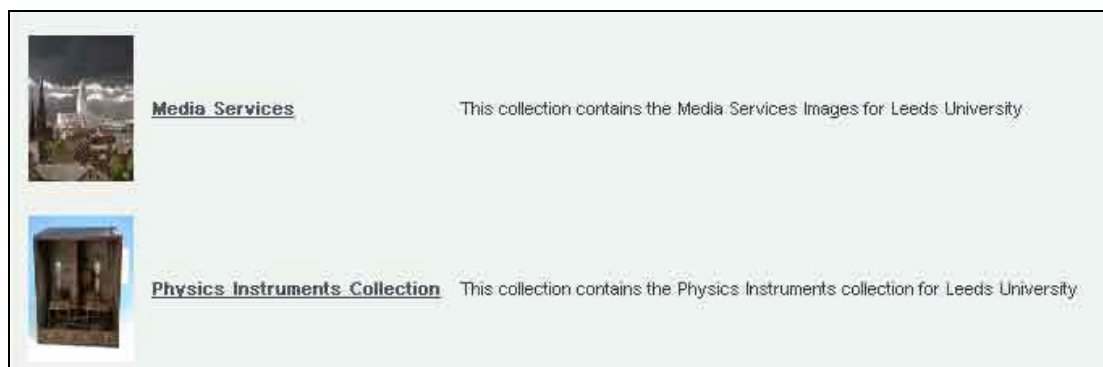 Media Services This collection contains the Media Services Images for Leeds University
Physics Instruments Collection This collection contains the Physics Instruments collection for Leeds University